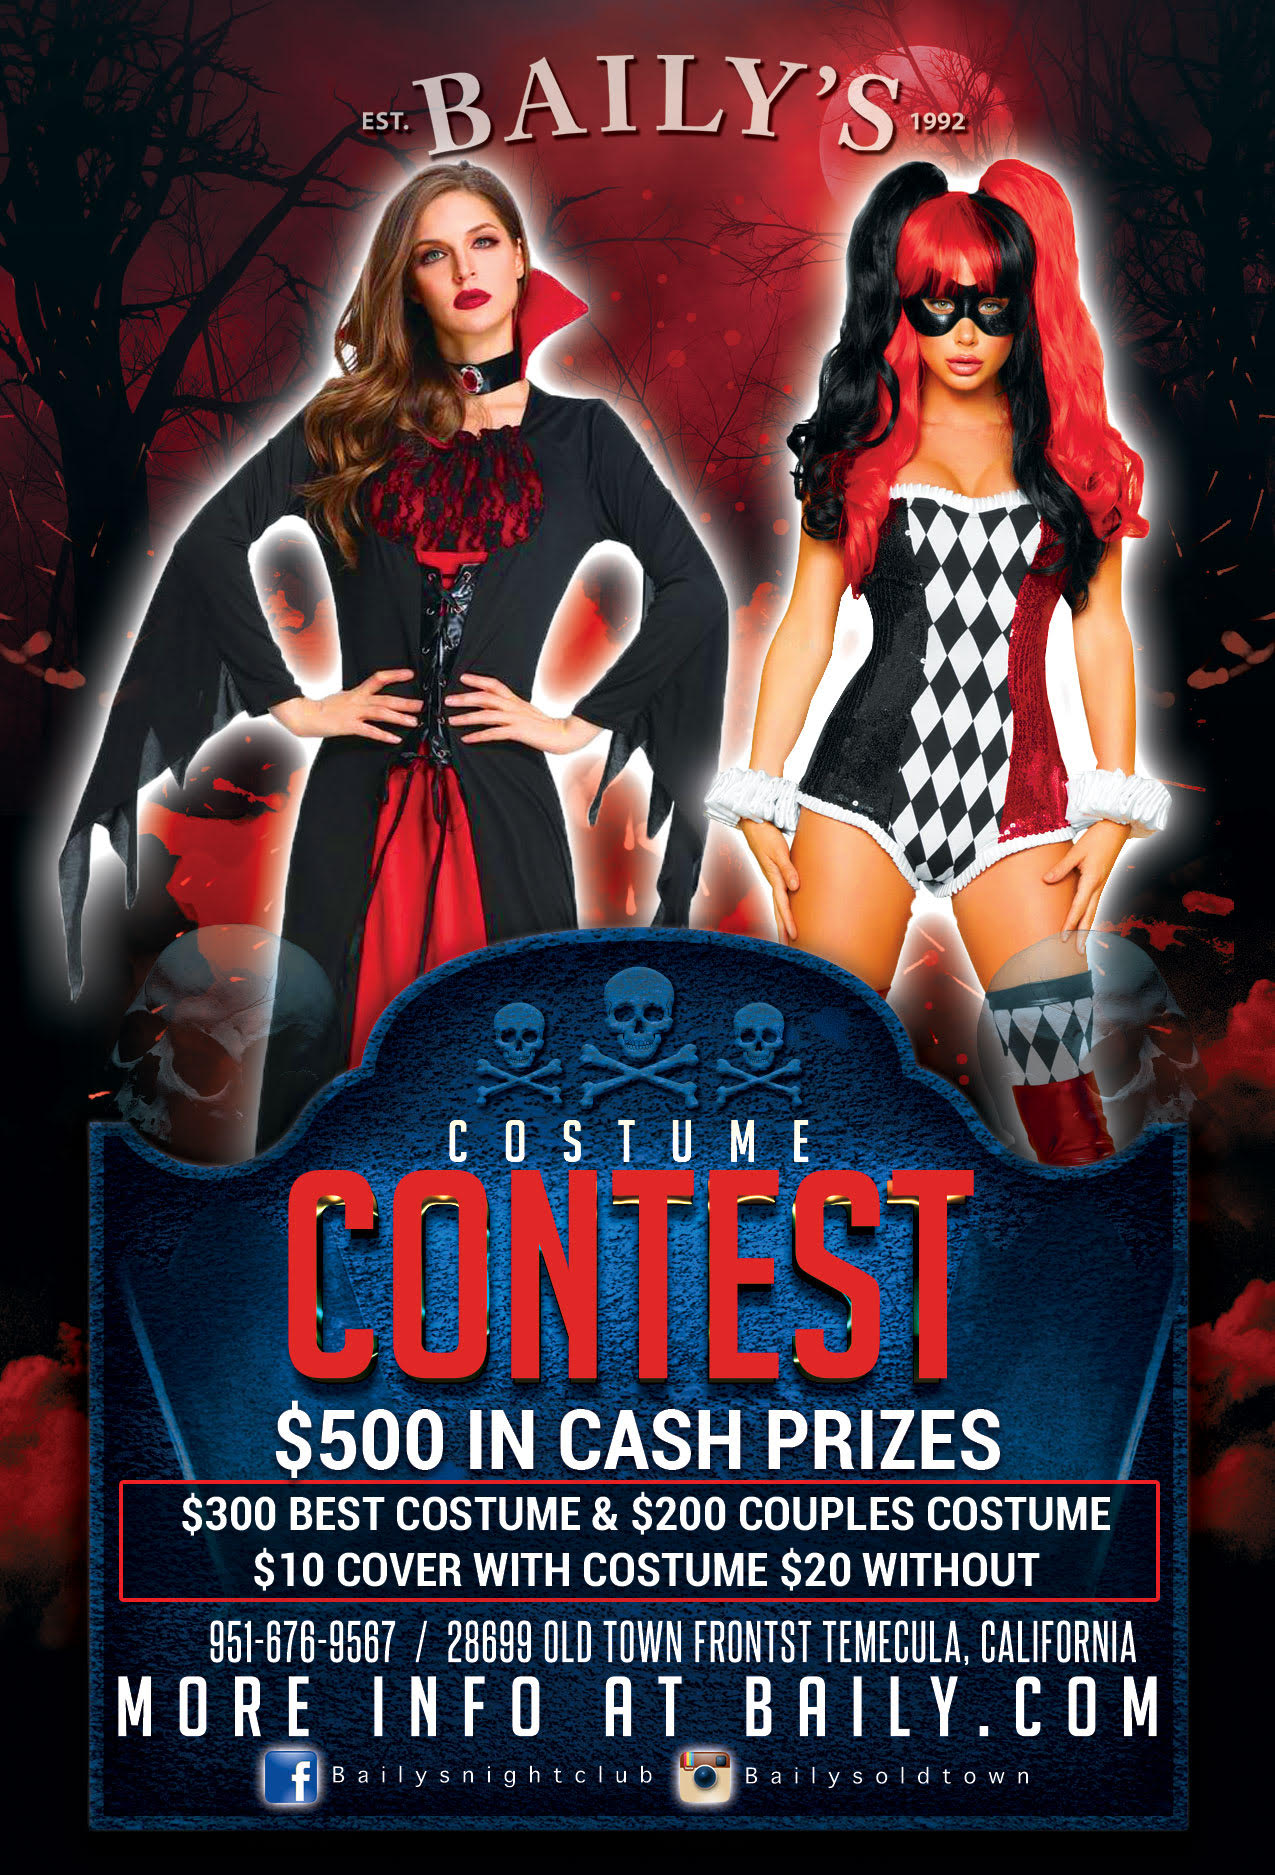 EST. BAILY'S 1992
COSTUME
CONTEST
$500 IN CASH PRIZES
$300 BEST COSTUME & $200 COUPLES COSTUME
$10 COVER WITH COSTUME $20 WITHOUT
951-676-9567 / 28699 OLD TOWN FRONTST TEMECULA, CALIFORNIA
MORE INFO AT BAILY.COM
f Bailysnightclub Bailysoldtown